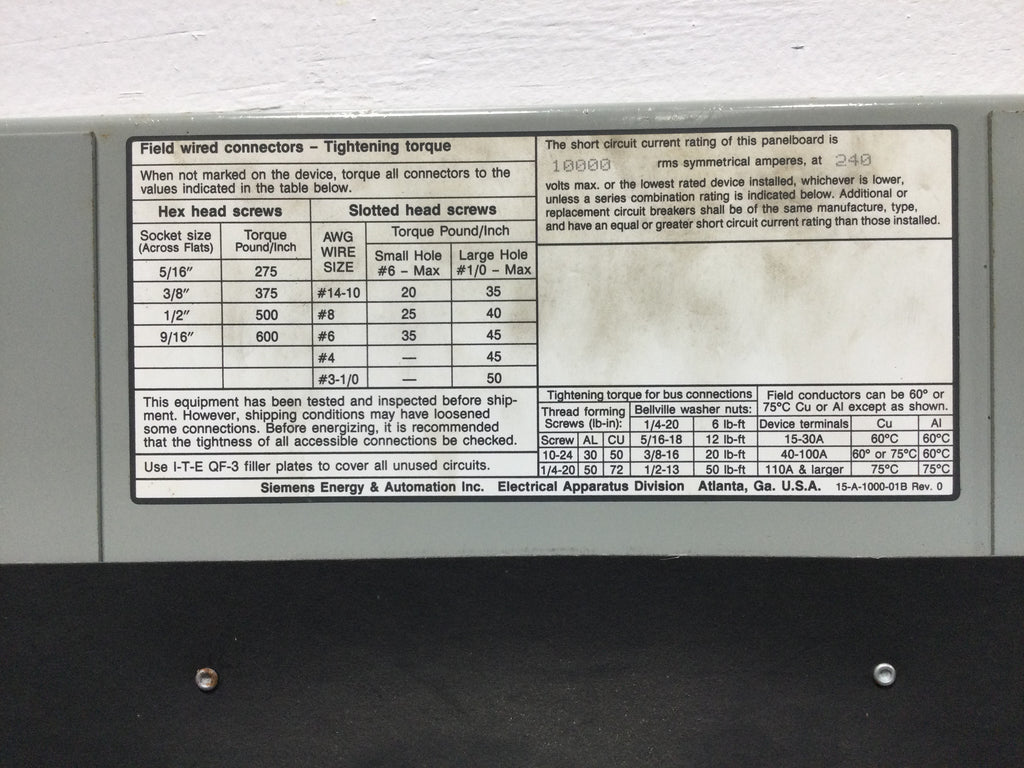 Field wired connectors – Tightening torque
When not marked on the device, torque all connectors to the
values indicated in the table below.
Hex head screws Slotted head screws
Socket size (Across Flats) Torque Pound/Inch AWG WIRE SIZE Torque Pound/Inch
Small Hole #6 – Max Large Hole #1/0 – Max
5/16″ 275
3/8″ 375 #14-10 20 35
1/2″ 500 #8 25 40
9/16″ 600 #6 35 45
#4 — 45
#3-1/0 — 50
This equipment has been tested and inspected before ship-
ment. However, shipping conditions may have loosened
some connections. Before energizing, it is recommended
that the tightness of all accessible connections be checked.
Use I-T-E QF-3 filler plates to cover all unused circuits.
The short circuit current rating of this panelboard is
10000 rms symmetrical amperes, at 240
volts max. or the lowest rated device installed, whichever is lower,
unless a series combination rating is indicated below. Additional or
replacement circuit breakers shall be of the same manufacture, type,
and have an equal or greater short circuit current rating than those installed.
Tightening torque for bus connections
Thread forming Screws (lb-in): Bellville washer nuts:
1/4-20 6 lb-ft
Screw AL CU 5/16-18 12 lb-ft
10-24 30 50 3/8-16 20 lb-ft
1/4-20 50 72 1/2-13 50 lb-ft
Field conductors can be 60° or
75°C Cu or Al except as shown.
Device terminals Cu Al
15-30A 60°C 60°C
40-100A 60° or 75°C 60°C
110A & larger 75°C 75°C
Siemens Energy & Automation Inc. Electrical Apparatus Division Atlanta, Ga. U.S.A. 15-A-1000-01B Rev. 0